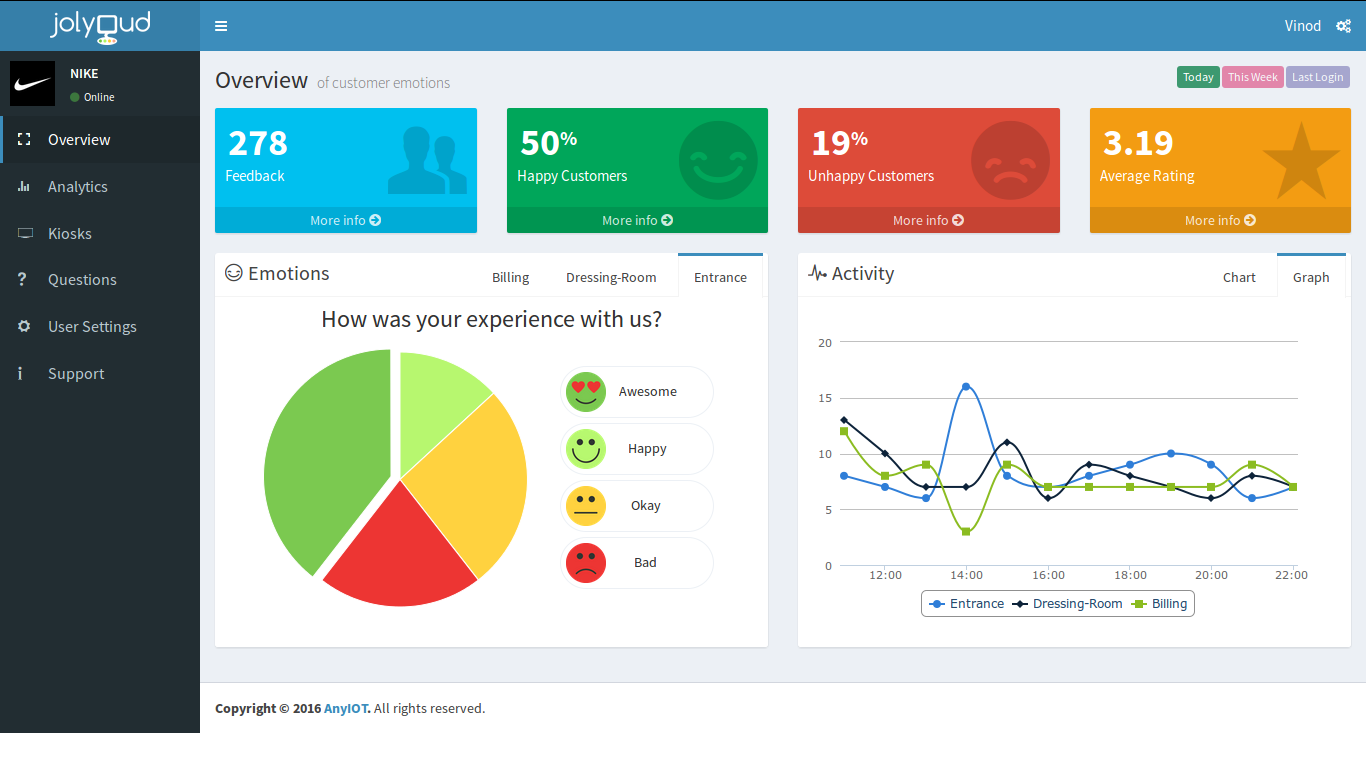 jolyoud
Vinod
NIKE
Online
Overview
Analytics
Kiosks
Questions
User Settings
Support
Overview of customer emotions
Today This Week Last Login
278
Feedback
More info
50%
Happy Customers
More info
19%
Unhappy Customers
More info
3.19
Average Rating
More info
Emotions Billing Dressing-Room Entrance
How was your experience with us?
Awesome
Happy
Okay
Bad
Activity Chart Graph
20
15
10
5
0
12:00 14:00 16:00 18:00 20:00 22:00
Entrance Dressing-Room Billing
Copyright © 2016 AnyIOT. All rights reserved.